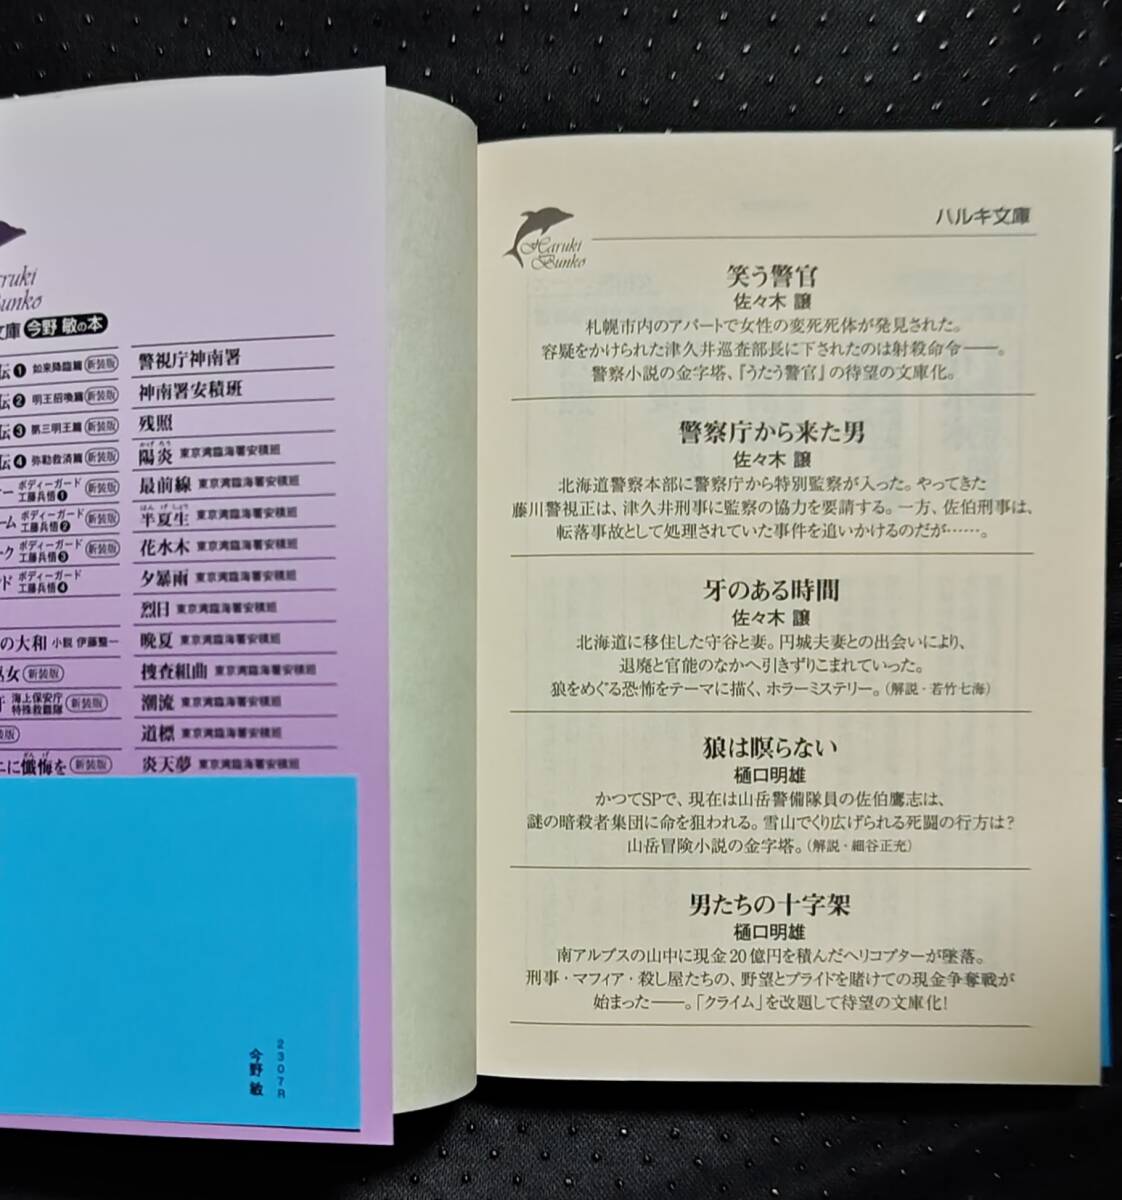 ruki
Bunko
文庫 今野 敏の本
伝❶ 如来降臨篇 新装版
伝❷ 明王招喚篇 新装版
伝❸ 第三明王篇 新装版
伝❹ 弥勒救済篇 新装版
ー ボディーガード工藤兵悟❶ 新装版
ーム ボディーガード工藤兵悟❷ 新装版
ーク ボディーガード工藤兵悟❸ 新装版
ンド ボディーガード工藤兵悟❹
の大和 小説 伊藤整一
巫女 新装版
海上保安庁特殊救難隊 新装版
装版
ニに懺悔を 新装版
警視庁神南署
神南署安積班
残照
陽炎 東京湾臨海署安積班
最前線 東京湾臨海署安積班
半夏生 東京湾臨海署安積班
花水木 東京湾臨海署安積班
夕暴雨 東京湾臨海署安積班
烈日 東京湾臨海署安積班
晩夏 東京湾臨海署安積班
捜査組曲 東京湾臨海署安積班
潮流 東京湾臨海署安積班
道標 東京湾臨海署安積班
炎天夢 東京湾臨海署安積班
2307R
今野 敏
Haruki
Bunko
ハルキ文庫
笑う警官
佐々木 譲
札幌市内のアパートで女性の変死死体が発見された。
容疑をかけられた津久井巡査部長に下されたのは射殺命令――。
警察小説の金字塔、『うたう警官』の待望の文庫化。
警察庁から来た男
佐々木 譲
北海道警察本部に警察庁から特別監察が入った。やってきた
藤川警視正は、津久井刑事に監察の協力を要請する。一方、佐伯刑事は、
転落事故として処理されていた事件を追いかけるのだが……。
牙のある時間
佐々木 譲
北海道に移住した守谷と妻。円城夫妻との出会いにより、
退廃と官能のなかへ引きずりこまれていった。
狼をめぐる恐怖をテーマに描く、ホラーミステリー。(解説・若竹七海)
狼は瞑らない
樋口明雄
かつてSPで、現在は山岳警備隊員の佐伯鷹志は、
謎の暗殺者集団に命を狙われる。雪山でくり広げられる死闘の行方は?
山岳冒険小説の金字塔。(解説・細谷正充)
男たちの十字架
樋口明雄
南アルプスの山中に現金20億円を積んだヘリコプターが墜落。
刑事・マフィア・殺し屋たちの、野望とプライドを賭けての現金争奪戦が
始まった――。「クライム」を改題して待望の文庫化!